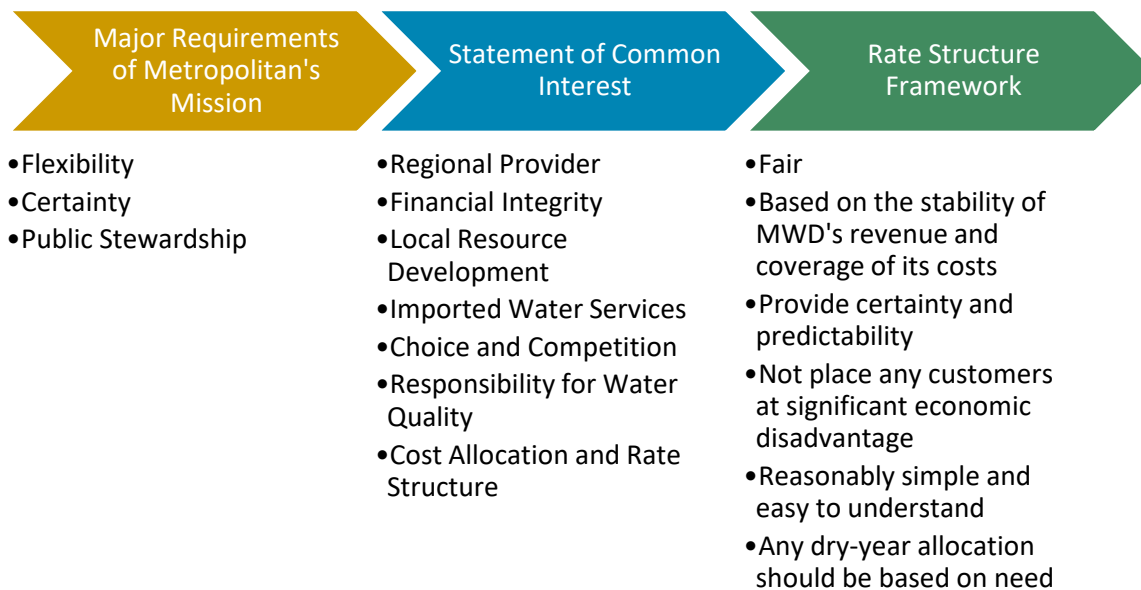 Major Requirements
of Metropolitan's
Mission
•Flexibility
•Certainty
•Public Stewardship
Statement of Common
Interest
•Regional Provider
•Financial Integrity
•Local Resource
Development
•Imported Water Services
•Choice and Competition
•Responsibility for Water
Quality
•Cost Allocation and Rate
Structure
Rate Structure
Framework
•Fair
•Based on the stability of
MWD's revenue and
coverage of its costs
•Provide certainty and
predictability
•Not place any customers
at significant economic
disadvantage
•Reasonably simple and
easy to understand
•Any dry-year allocation
should be based on need